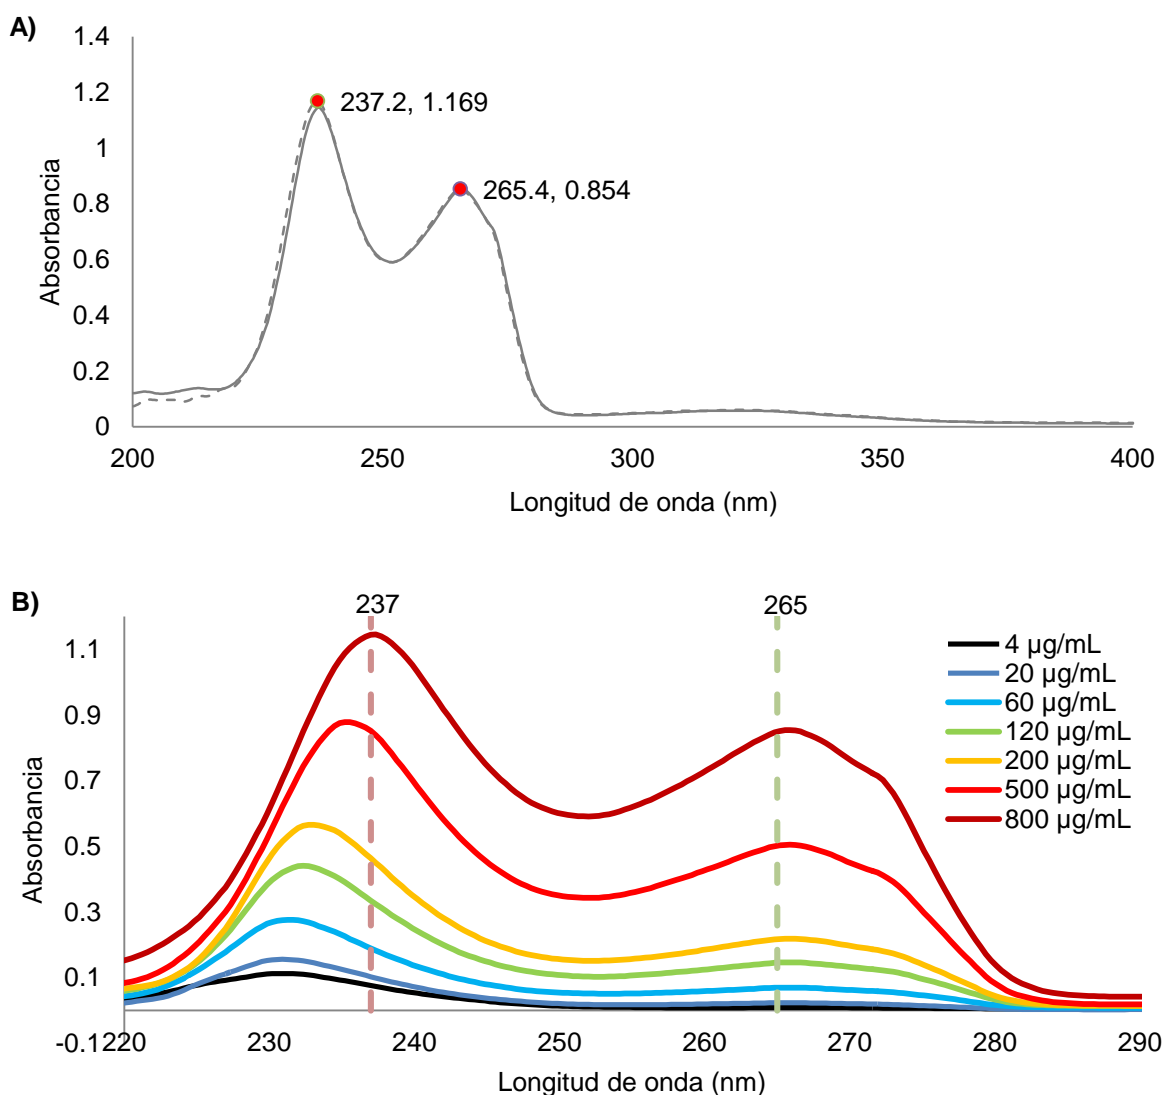 A)
1.4
1.2
1
0.8
0.6
0.4
0.2
0
Absorbancia
237.2, 1.169
265.4, 0.854
200 250 300 350 400
Longitud de onda (nm)
B)
237 265
1.1
0.9
0.7
0.5
0.3
0.1
-0.1
Absorbancia
4 µg/mL
20 µg/mL
60 µg/mL
120 µg/mL
200 µg/mL
500 µg/mL
800 µg/mL
220 230 240 250 260 270 280 290
Longitud de onda (nm)